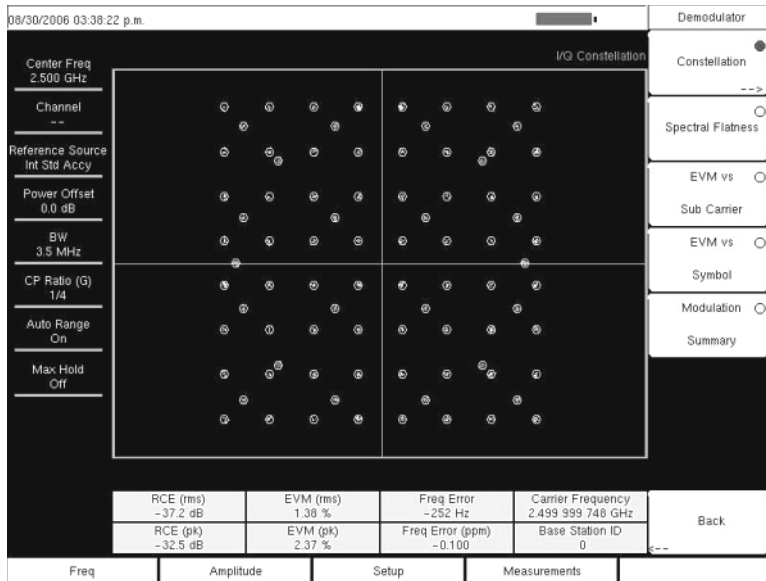 08/30/2006 03:38:22 p.m.
Demodulator
I/Q Constellation
Center Freq
2.500 GHz
Channel
--
Reference Source
Int Std Accy
Power Offset
0.0 dB
BW
3.5 MHz
CP Ratio (G)
1/4
Auto Range
On
Max Hold
Off
Constellation
-->
Spectral Flatness
EVM vs
Sub Carrier
EVM vs
Symbol
Modulation
Summary
Back
<--
RCE (rms)
-37.2 dB
EVM (rms)
1.38 %
Freq Error
-252 Hz
Carrier Frequency
2.499 999 748 GHz
RCE (pk)
-32.5 dB
EVM (pk)
2.37 %
Freq Error (ppm)
-0.100
Base Station ID
0
Freq
Amplitude
Setup
Measurements